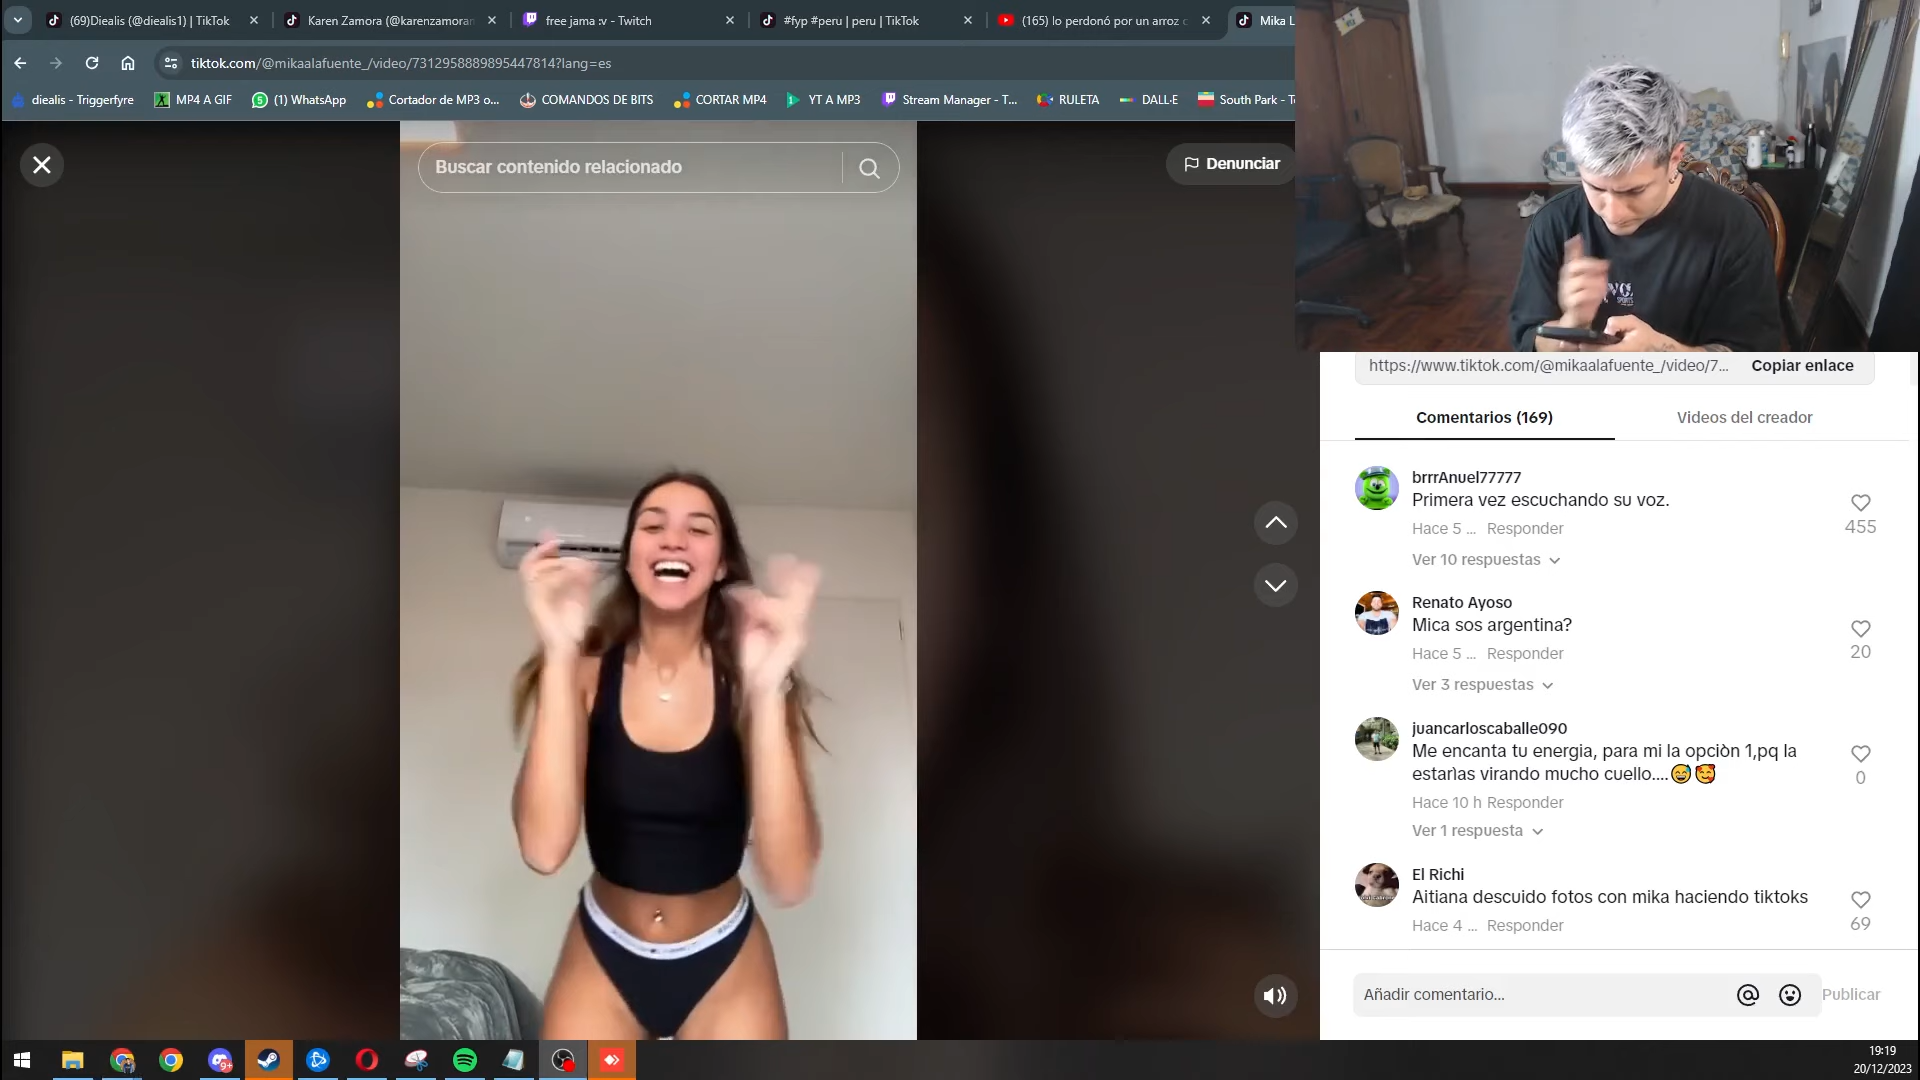 (69)Diealis (@diealis1) | TikTok
Karen Zamora (@karenzamorar
free jama :v - Twitch
#fyp #peru | peru | TikTok
(165) lo perdonó por un arroz c
Mika L
tiktok.com/@mikaalafuente_/video/7312958889895447814?lang=es
diealis - Triggerfyre
MP4 A GIF
(1) WhatsApp
Cortador de MP3 o...
COMANDOS DE BITS
CORTAR MP4
YT A MP3
Stream Manager - T...
RULETA
DALL·E
South Park - T
Buscar contenido relacionado
Denunciar
https://www.tiktok.com/@mikaalafuente_/video/7...
Copiar enlace
Comentarios (169)
Videos del creador
brrrAnuel77777
Primera vez escuchando su voz.
Hace 5 ... Responder
455
Ver 10 respuestas
Renato Ayoso
Mica sos argentina?
Hace 5 ... Responder
20
Ver 3 respuestas
juancarloscaballe090
Me encanta tu energia, para mi la opciòn 1,pq la
estarìas virando mucho cuello....😅🥰
Hace 10 h Responder
0
Ver 1 respuesta
El Richi
Aitiana descuido fotos con mika haciendo tiktoks
Hace 4 ... Responder
69
Añadir comentario...
Publicar
19:19
20/12/2023